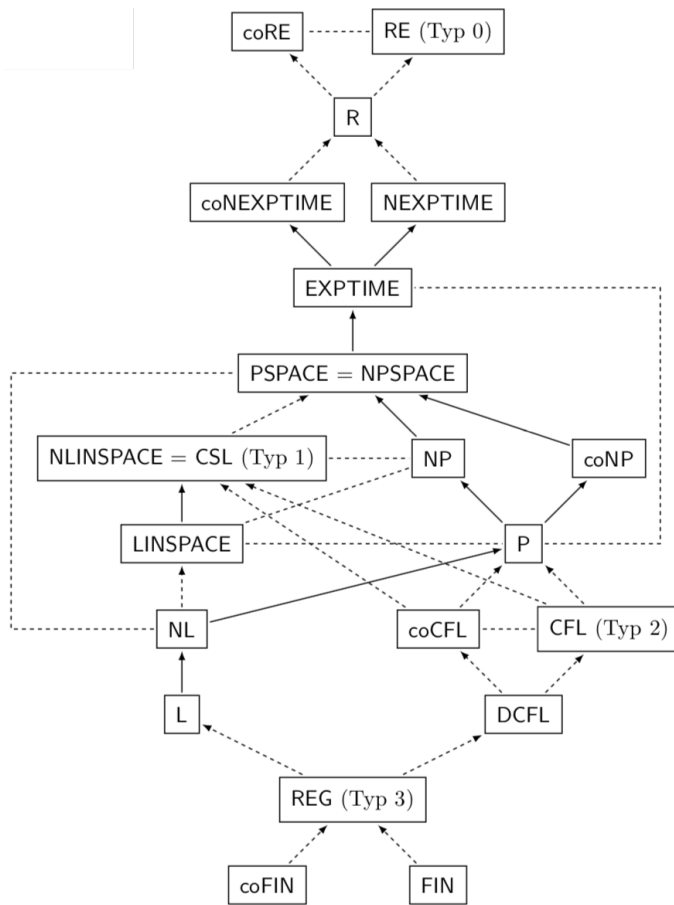 coRE
RE (Typ 0)
R
coNEXPTIME
NEXPTIME
EXPTIME
PSPACE = NPSPACE
NLINSPACE = CSL (Typ 1)
NP
coNP
LINSPACE
P
NL
coCFL
CFL (Typ 2)
L
DCFL
REG (Typ 3)
coFIN
FIN